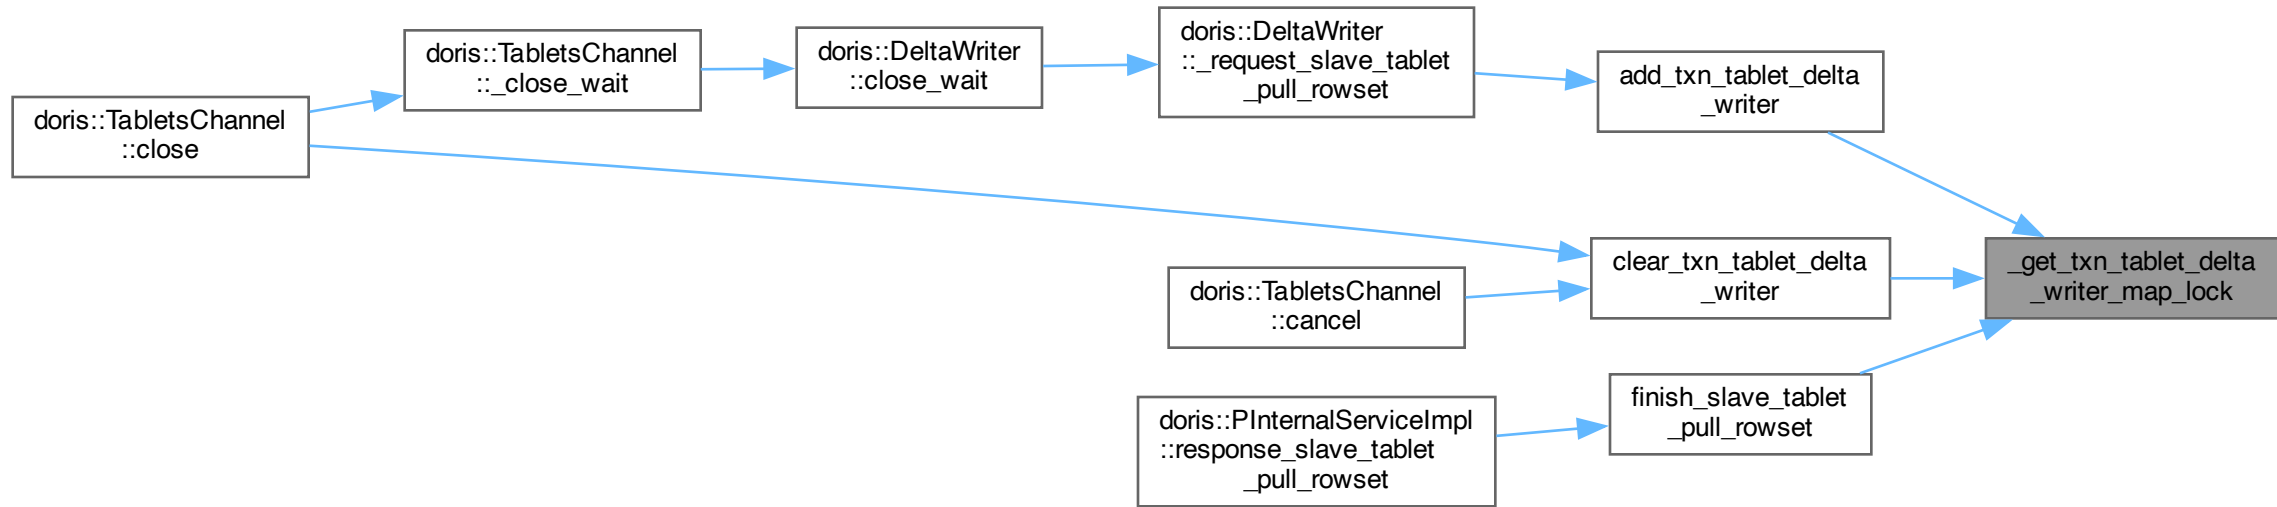 doris::TabletsChannel
::close
doris::TabletsChannel
::_close_wait
doris::DeltaWriter
::close_wait
doris::DeltaWriter
::_request_slave_tablet
_pull_rowset
add_txn_tablet_delta
_writer
clear_txn_tablet_delta
_writer
doris::TabletsChannel
::cancel
_get_txn_tablet_delta
_writer_map_lock
finish_slave_tablet
_pull_rowset
doris::PInternalServiceImpl
::response_slave_tablet
_pull_rowset